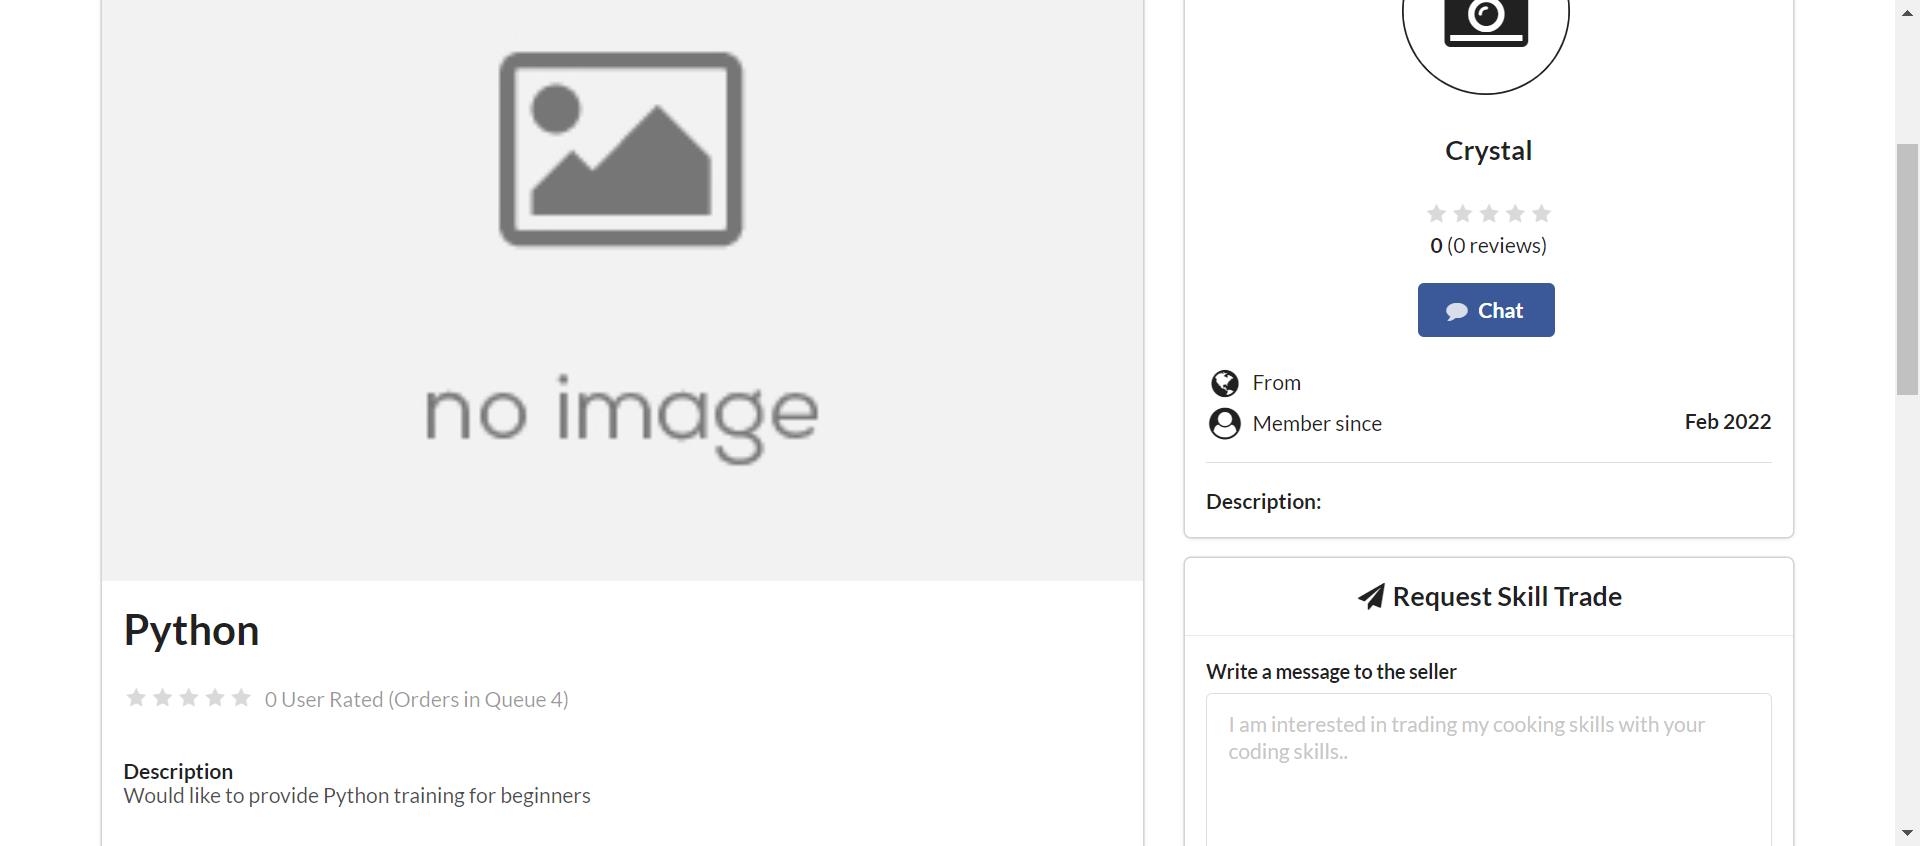 no image
Python
0 User Rated (Orders in Queue 4)
Description
Would like to provide Python training for beginners
Crystal
0 (0 reviews)
Chat
From
Member since Feb 2022
Description:
Request Skill Trade
Write a message to the seller
I am interested in trading my cooking skills with your
coding skills..